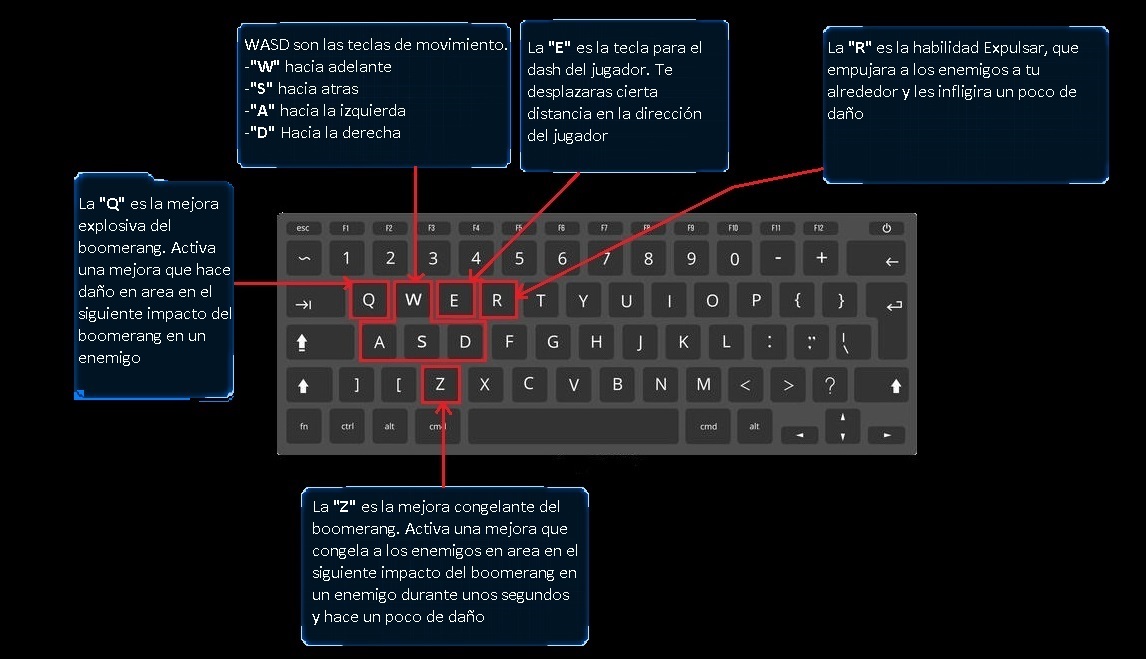 WASD son las teclas de movimiento.
-"W" hacia adelante
-"S" hacia atras
-"A" hacia la izquierda
-"D" Hacia la derecha
La "E" es la tecla para el
dash del jugador. Te
desplazaras cierta
distancia en la dirección
del jugador
La "R" es la habilidad Expulsar, que
empujara a los enemigos a tu
alrededor y les infligira un poco de
daño
La "Q" es la mejora
explosiva del
boomerang. Activa
una mejora que hace
daño en area en el
siguiente impacto del
boomerang en un
enemigo
esc F1 F2 F3 F4 F5 F6 F7 F8 F9 F10 F11 F12
~ 1 2 3 4 5 6 7 8 9 0 - + ←
Q W E R T Y U I O P { }
A S D F G H J K L : ;" \
] [ Z X C V B N M < > ?
fn ctrl alt cmd cmd alt
La "Z" es la mejora congelante del
boomerang. Activa una mejora que
congela a los enemigos en area en el
siguiente impacto del boomerang en
un enemigo durante unos segundos
y hace un poco de daño